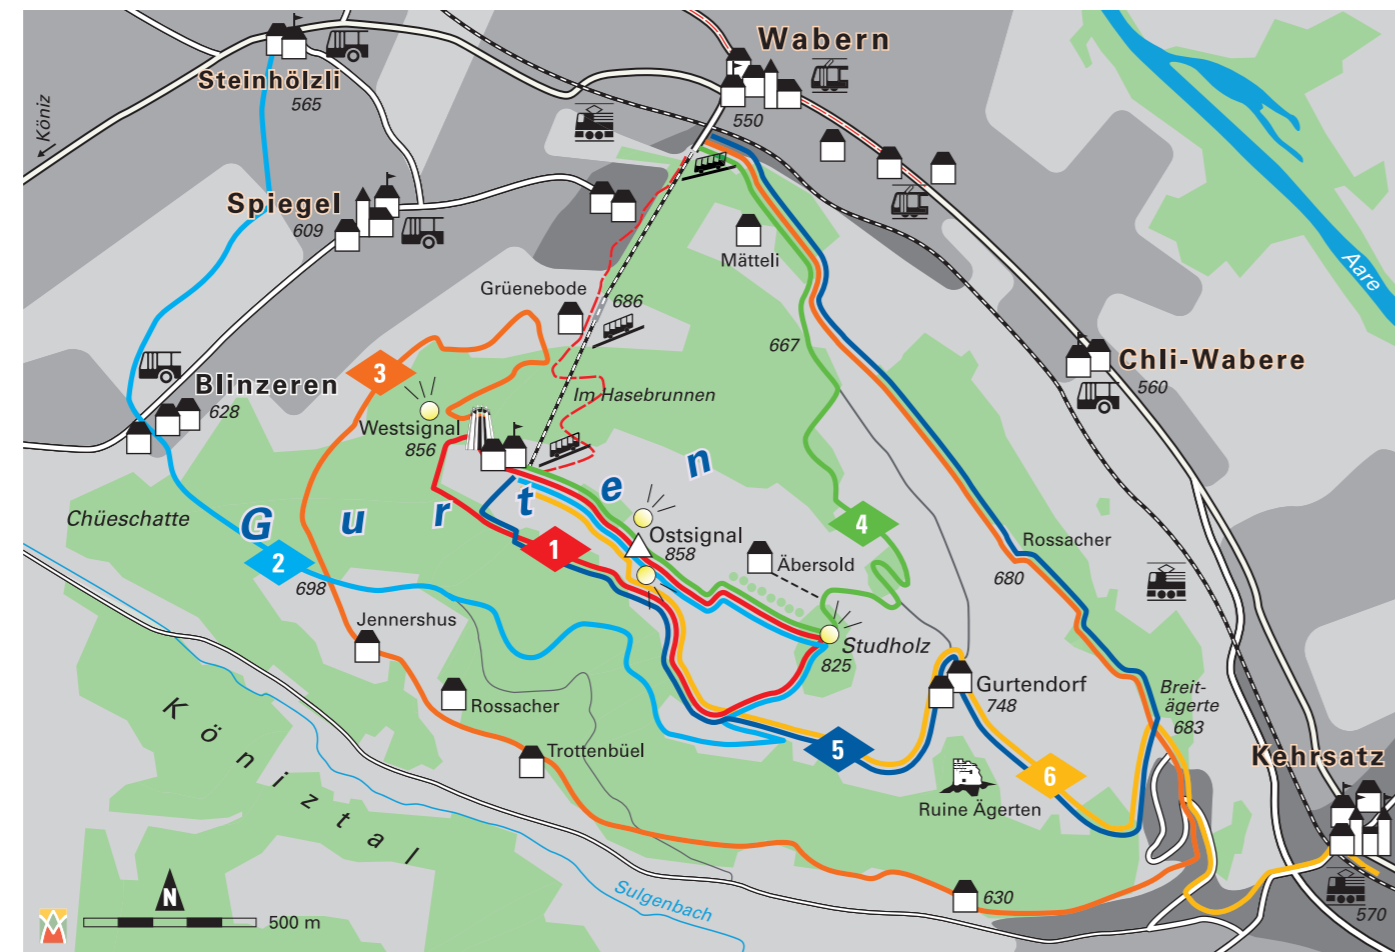 Wabern
550
Steinhölzli
565
Köniz
Spiegel
609
Mätteli
Aare
Grüenebode
686
667
Chli-Wabere
560
3
Blinzeren
628
Im Hasebrunnen
Westsignal
856
Gurten
Chüeschatte
4
Ostsignal
858
1
Rossacher
680
2
698
Äbersold
Jennershus
Studholz
825
Gurtendorf
748
Breit-
ägerte
683
Rossacher
Köniztal
Trottenbüel
5
6
Kehrsatz
Ruine Ägerten
Sulgenbach
630
570
N
500 m